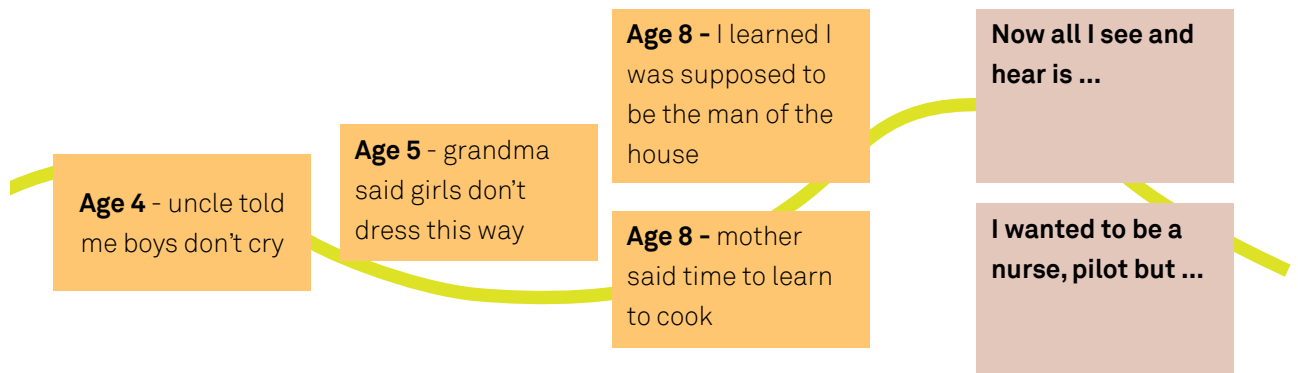 Age 4 - uncle told
me boys don’t cry
Age 5 - grandma
said girls don’t
dress this way
Age 8 - I learned I
was supposed to
be the man of the
house
Age 8 - mother
said time to learn
to cook
Now all I see and
hear is ...
I wanted to be a
nurse, pilot but ...